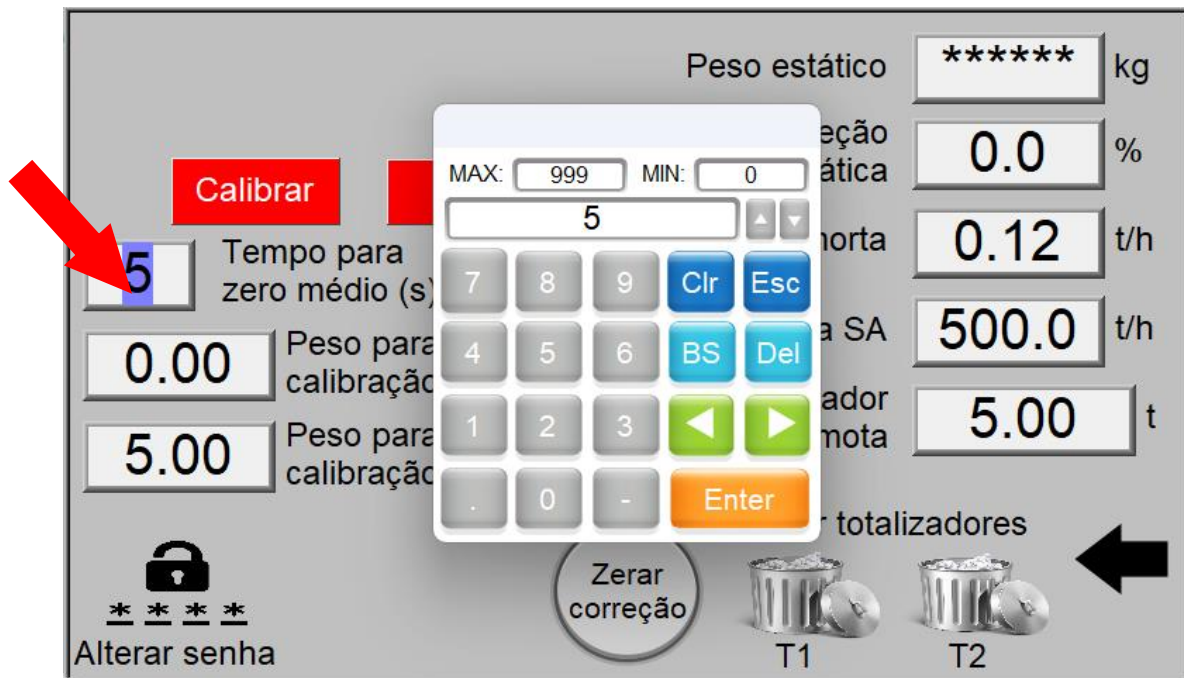 Peso estático ****** kg
eção
ática 0.0 %
Calibrar
MAX: 999 MIN: 0
5
5 Tempo para
zero médio (s)
orta 0.12 t/h
7 8 9 Clr Esc
4 5 6 BS Del
1 2 3
. 0 - Enter
0.00 Peso para
calibração
a SA 500.0 t/h
5.00 Peso para
calibração
ador
mota 5.00 t
r totalizadores
* * * *
Alterar senha
Zerar
correção
T1 T2